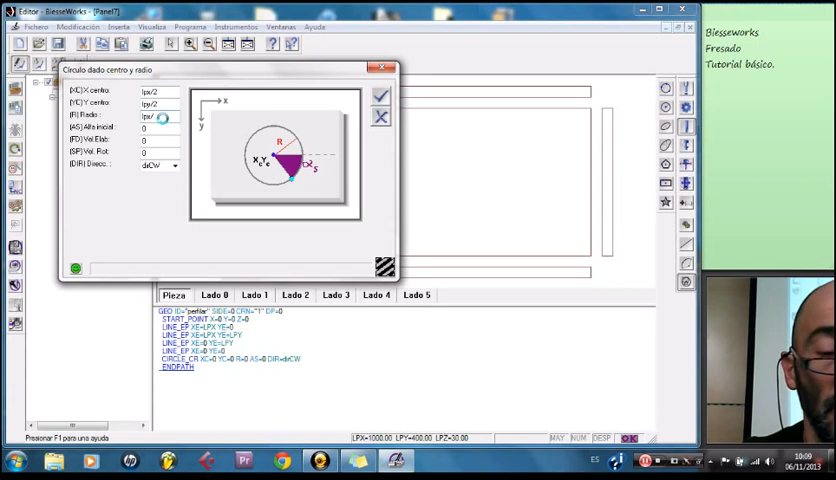 Editor - BiesseWorks - [Panel7]
Fichero Modificación Inserta Visualiza Programa Instrumentos Ventanas Ayuda
Círculo dado centro y radio
(XC) X centro: lpx/2
(YC) Y centro: lpy/2
(R) Radio : lpx/
(AS) Alfa inicial : 0
(FD) Vel.Elab: 0
(SP) Vel. Rot: 0
(DIR) Direcc. : dirCW
x
y
R
XcYc
s
Pieza Lado 0 Lado 1 Lado 2 Lado 3 Lado 4 Lado 5
GEO ID="perfilar" SIDE=0 CRN="1" DP=0
START_POINT X=0 Y=0 Z=0
LINE_EP XE=LPX YE=0
LINE_EP XE=LPX YE=LPY
LINE_EP XE=0 YE=LPY
LINE_EP XE=0 YE=0
CIRCLE_CR XC=0 YC=0 R=0 AS=0 DIR=dirCW
ENDPATH
Presionar F1 para una ayuda
LPX=1000.00 LPY=400.00 LPZ=30.00
MAY NUM DESP OK
Biesseworks
Fresado
Tutorial básico.
hp
Pr
ES
10:09
06/11/2013